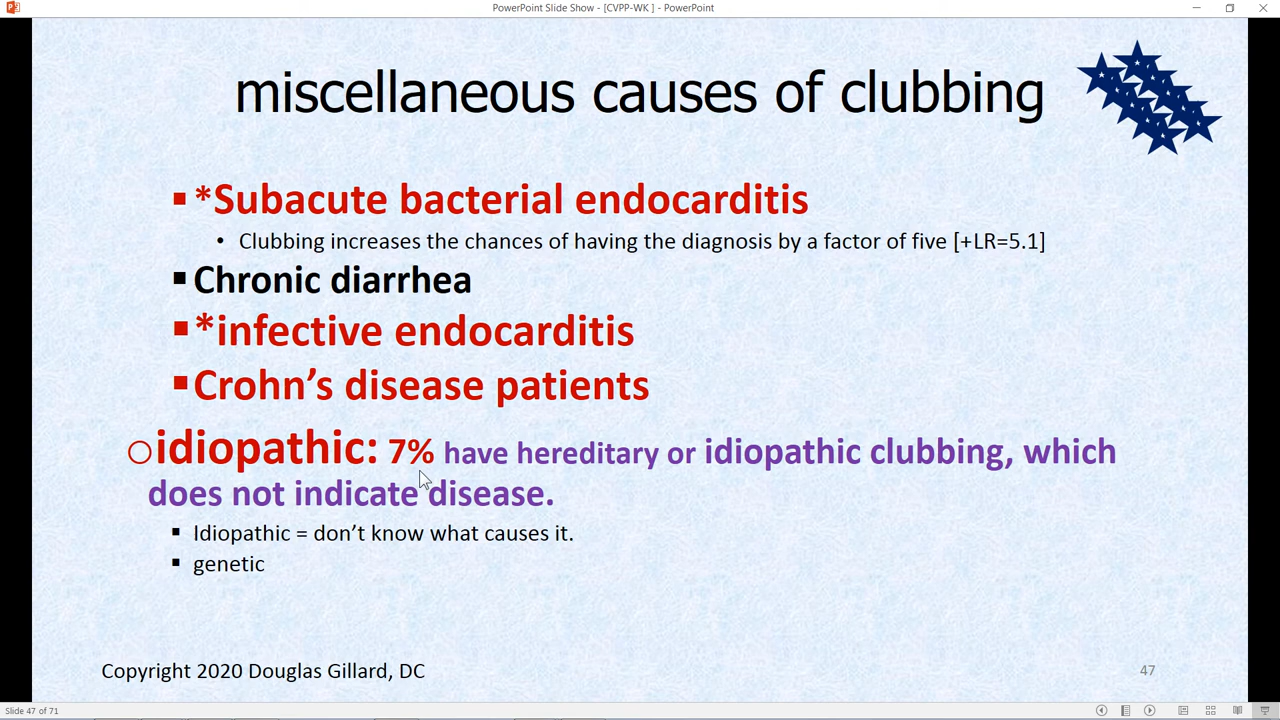 PowerPoint Slide Show - [CVPP-WK ] - PowerPoint
miscellaneous causes of clubbing
*Subacute bacterial endocarditis
• Clubbing increases the chances of having the diagnosis by a factor of five [+LR=5.1]
Chronic diarrhea
*infective endocarditis
Crohn’s disease patients
idiopathic: 7% have hereditary or idiopathic clubbing, which
does not indicate disease.
Idiopathic = don’t know what causes it.
genetic
Copyright 2020 Douglas Gillard, DC
47
Slide 47 of 71